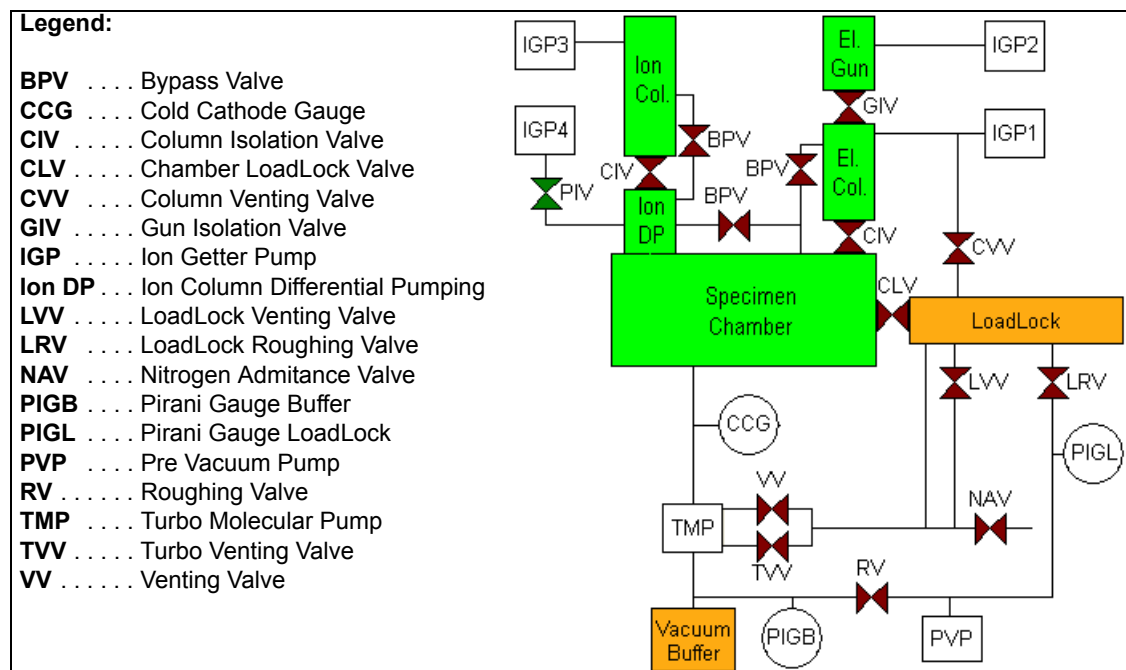 Legend:
BPV . . . . Bypass Valve
CCG . . . . Cold Cathode Gauge
CIV . . . . . Column Isolation Valve
CLV . . . . Chamber LoadLock Valve
CVV . . . . Column Venting Valve
GIV . . . . . Gun Isolation Valve
IGP . . . . . Ion Getter Pump
Ion DP . . . Ion Column Differential Pumping
LVV . . . . . LoadLock Venting Valve
LRV . . . . . LoadLock Roughing Valve
NAV . . . . Nitrogen Admitance Valve
PIGB . . . . Pirani Gauge Buffer
PIGL . . . . Pirani Gauge LoadLock
PVP . . . . Pre Vacuum Pump
RV . . . . . . Roughing Valve
TMP . . . . Turbo Molecular Pump
TVV . . . . . Turbo Venting Valve
VV . . . . . . Venting Valve
IGP3
Ion
Col.
El.
Gun
IGP2
GIV
IGP4
BPV
IGP1
CIV
BPV
El.
Col.
PIV
BPV
Ion
DP
CIV
CVV
CLV
Specimen
Chamber
LoadLock
LVV
LRV
CCG
PIGL
VV
NAV
TMP
TVV
RV
Vacuum
Buffer
PIGB
PVP